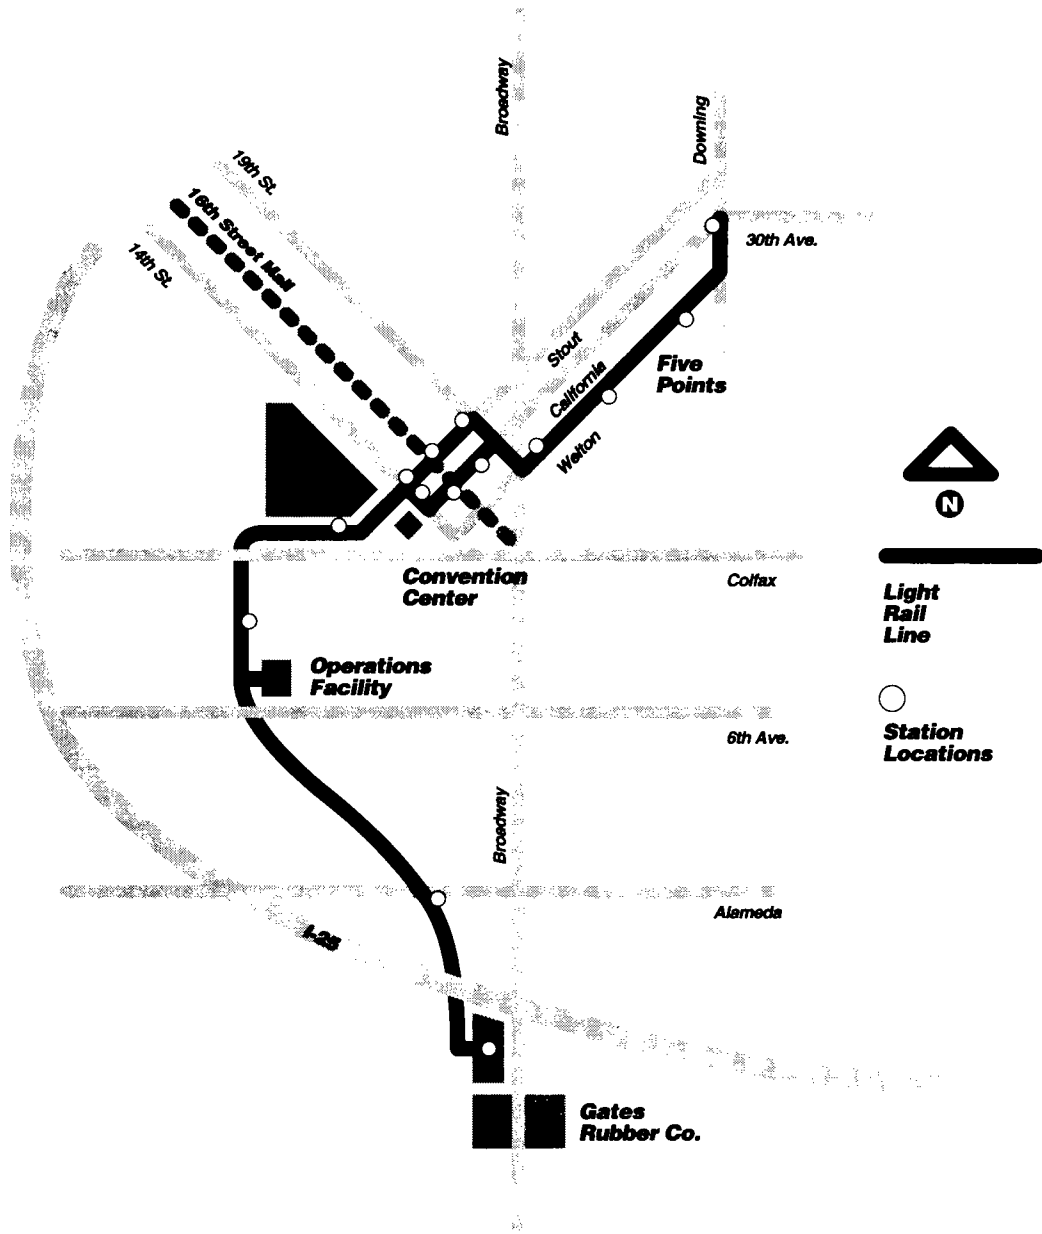 Broadway
Downing
19th St.
16th Street Mall
14th St.
30th Ave.
Stout
California
Welton
Five
Points
N
Convention
Center
Colfax
Light
Rail
Line
Operations
Facility
Station
Locations
6th Ave.
Broadway
Alameda
I-25
Gates
Rubber Co.